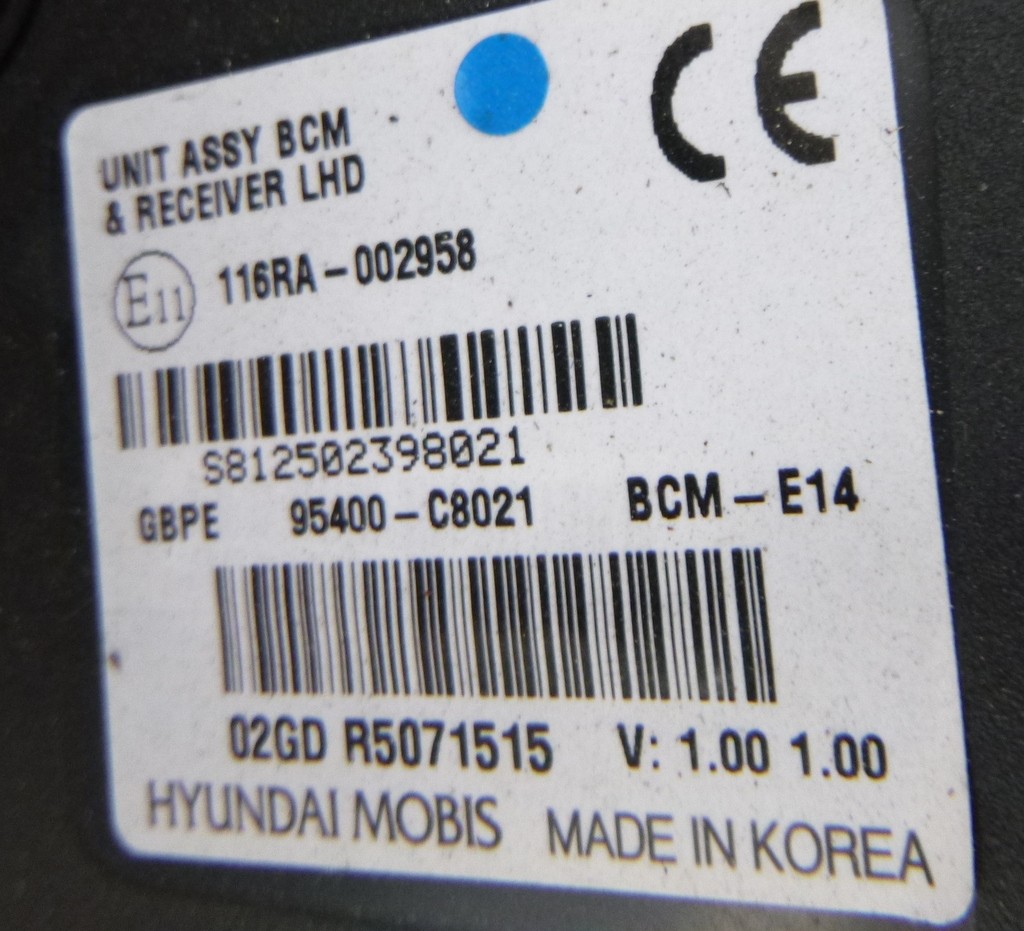 CE
UNIT ASSY BCM
& RECEIVER LHD
E11 116RA-002958
S812502398021
GBPE 95400-C8021 BCM-E14
02GD R5071515 V: 1.00 1.00
HYUNDAI MOBIS MADE IN KOREA